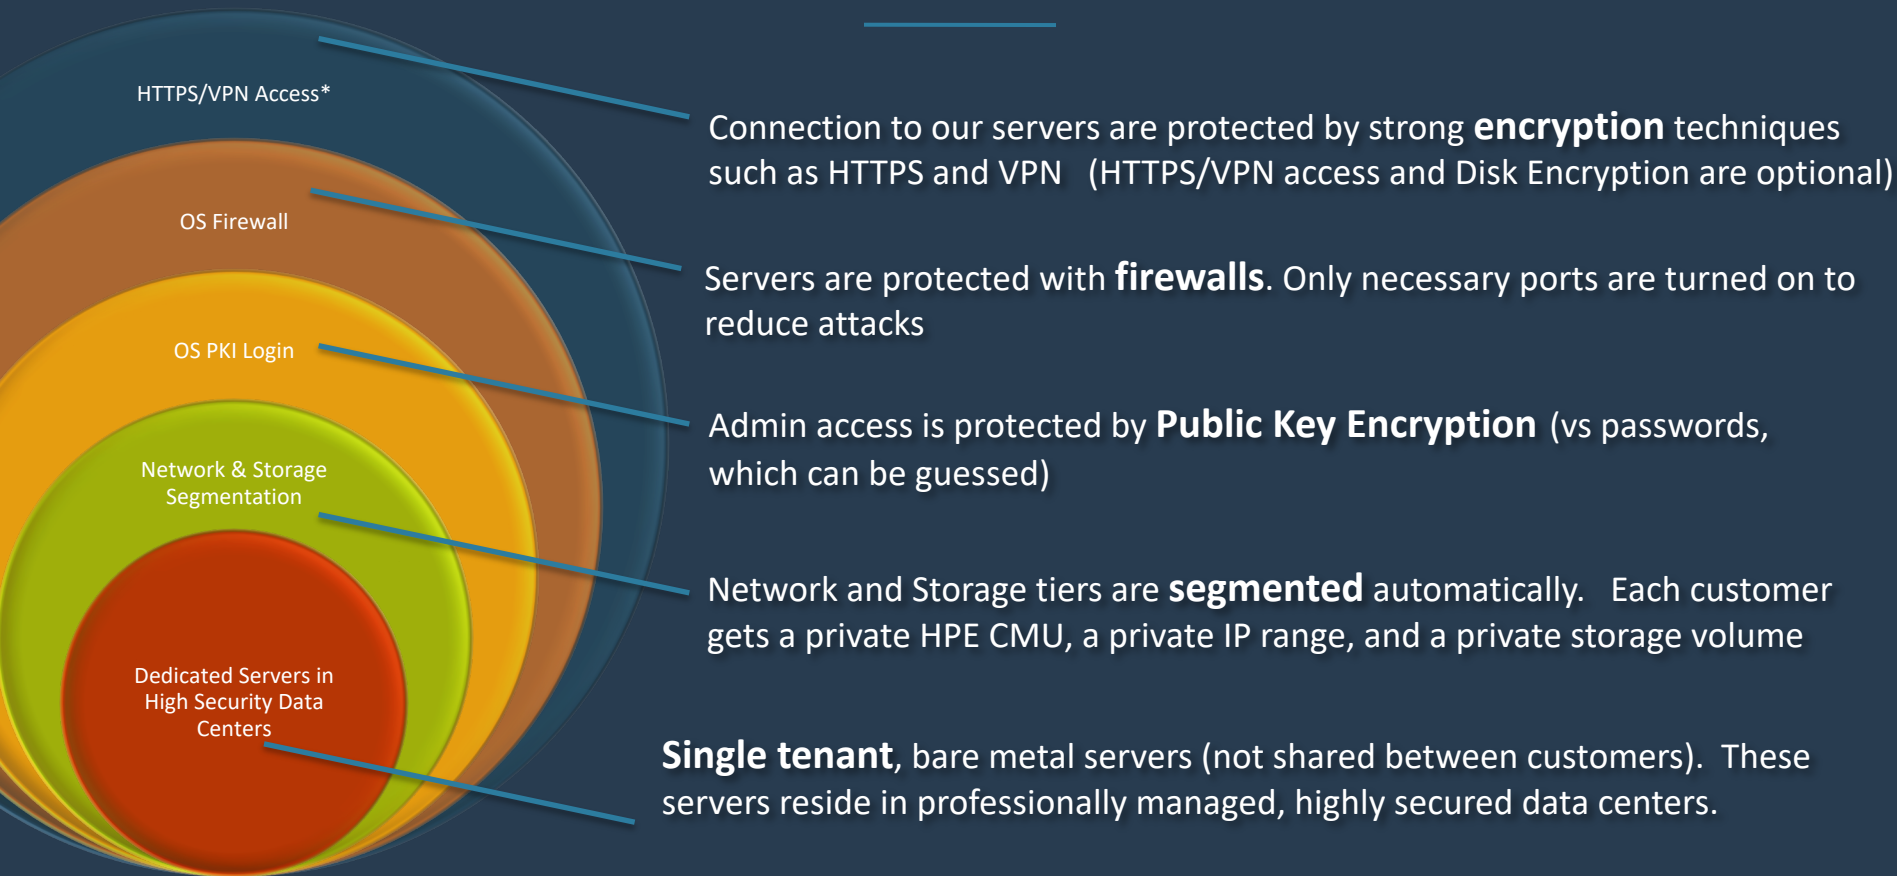 HTTPS/VPN Access*
Connection to our servers are protected by strong encryption techniques
such as HTTPS and VPN   (HTTPS/VPN access and Disk Encryption are optional)
OS Firewall
Servers are protected with firewalls. Only necessary ports are turned on to
reduce attacks
OS PKI Login
Admin access is protected by Public Key Encryption (vs passwords,
which can be guessed)
Network & Storage
Segmentation
Network and Storage tiers are segmented automatically.   Each customer
gets a private HPE CMU, a private IP range, and a private storage volume
Dedicated Servers in
High Security Data
Centers
Single tenant, bare metal servers (not shared between customers).  These
servers reside in professionally managed, highly secured data centers.